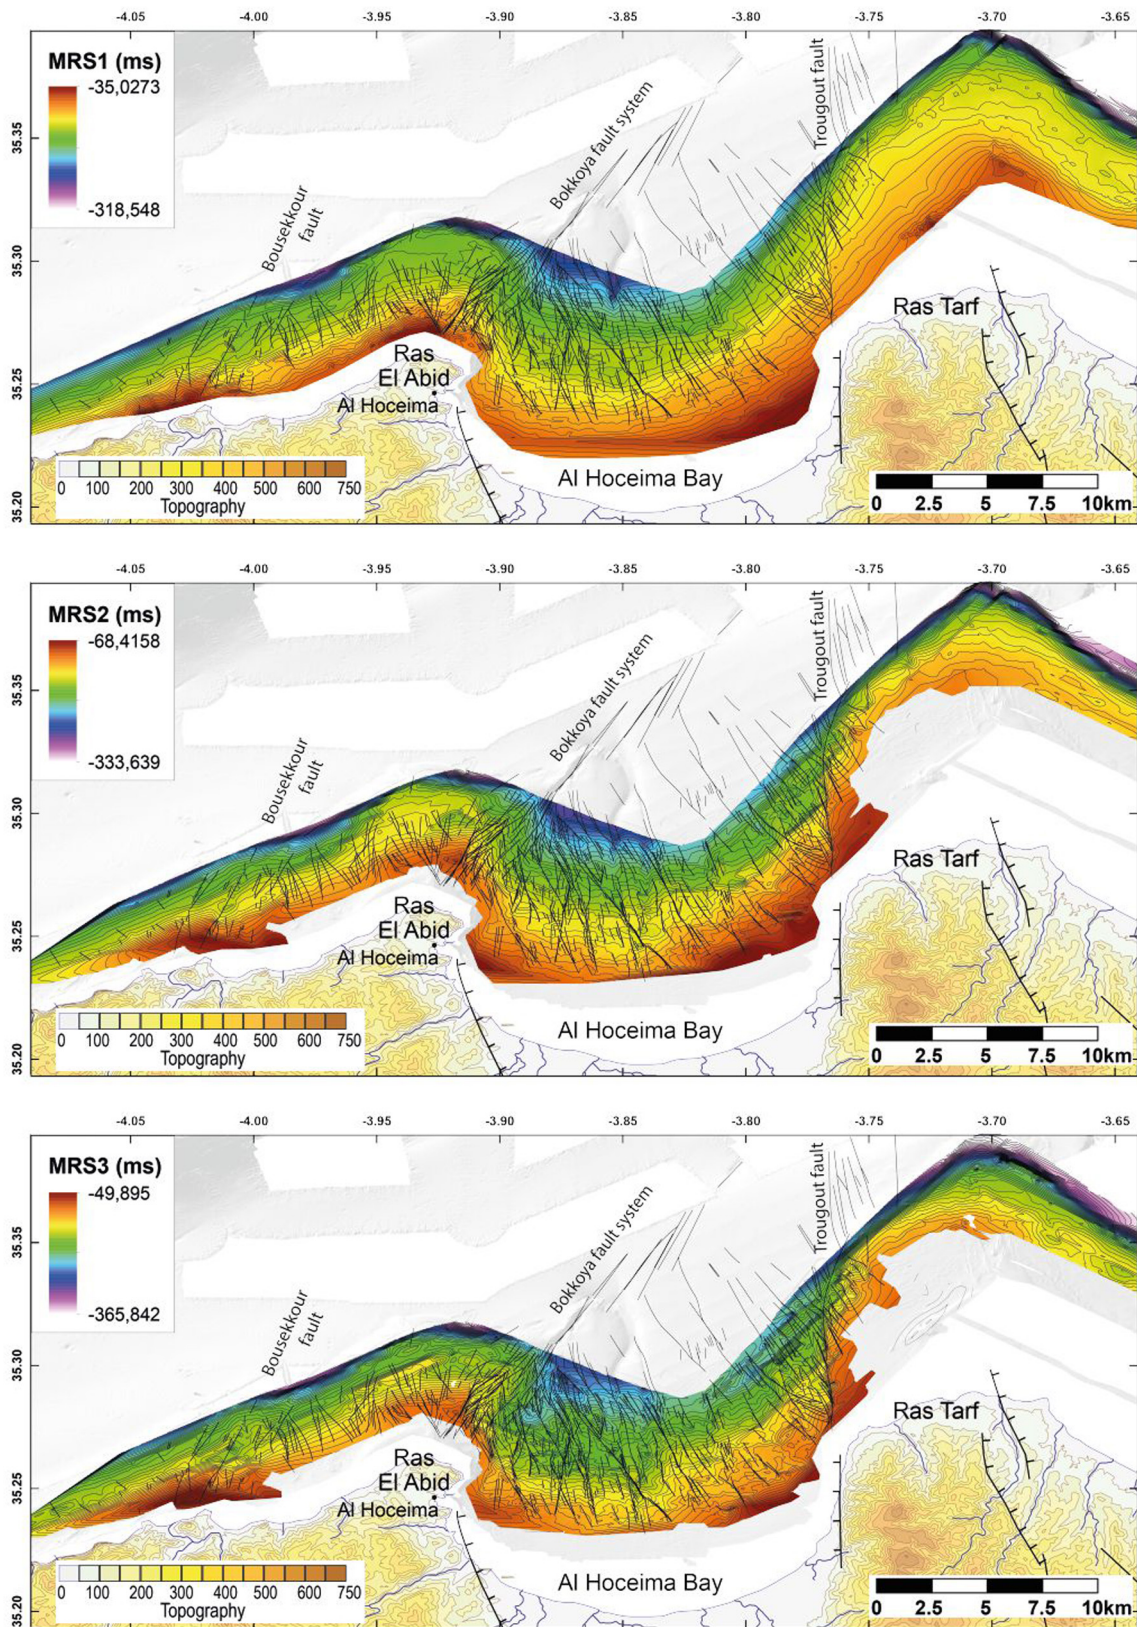 -4.05 -4.00 -3.95 -3.90 -3.85 -3.80 -3.75 -3.70 -3.65
MRS1 (ms)
-35,0273
-318,548
35.35
35.30
35.25
35.20
Bousekkour
fault
Bokkoya fault system
Trougout fault
Ras Tarf
Ras
El Abid
Al Hoceima
Al Hoceima Bay
0 100 200 300 400 500 600 750
Topography
0 2.5 5 7.5 10km
-4.05 -4.00 -3.95 -3.90 -3.85 -3.80 -3.75 -3.70 -3.65
MRS2 (ms)
-68,4158
-333,639
35.35
35.30
35.25
35.20
Bousekkour
fault
Bokkoya fault system
Trougout fault
Ras Tarf
Ras
El Abid
Al Hoceima
Al Hoceima Bay
0 100 200 300 400 500 600 750
Topography
0 2.5 5 7.5 10km
-4.05 -4.00 -3.95 -3.90 -3.85 -3.80 -3.75 -3.70 -3.65
MRS3 (ms)
-49,895
-365,842
35.35
35.30
35.25
35.20
Bousekkour
fault
Bokkoya fault system
Trougout fault
Ras Tarf
Ras
El Abid
Al Hoceima
Al Hoceima Bay
0 100 200 300 400 500 600 750
Topography
0 2.5 5 7.5 10km